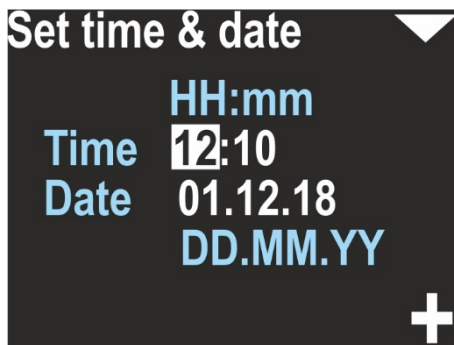 Set time & date
HH:mm
Time 12:10
Date 01.12.18
DD.MM.YY